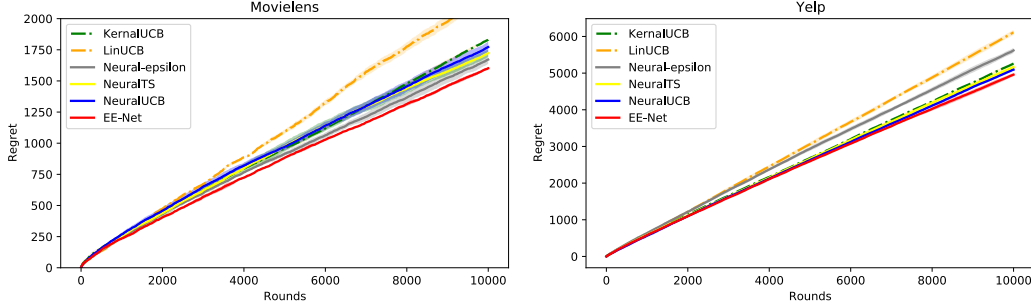 Movielens
2000
1750
1500
1250
1000
750
500
250
0
Regret
KernalUCB
LinUCB
Neural-epsilon
NeuralTS
NeuralUCB
EE-Net
0
2000
4000
6000
8000
10000
Rounds
Yelp
6000
5000
4000
3000
2000
1000
0
Regret
KernalUCB
LinUCB
Neural-epsilon
NeuralTS
NeuralUCB
EE-Net
0
2000
4000
6000
8000
10000
Rounds